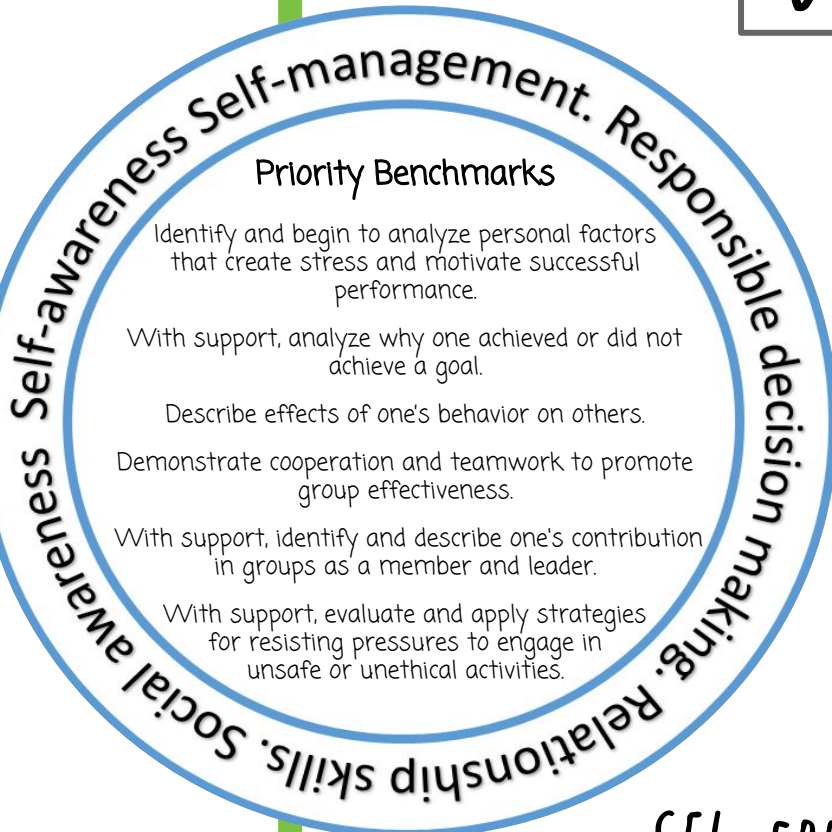 Self-awareness Self-management. Responsible decision making. Relationship skills. Social awareness
Priority Benchmarks
Identify and begin to analyze personal factors
that create stress and motivate successful
performance.
With support, analyze why one achieved or did not
achieve a goal.
Describe effects of one's behavior on others.
Demonstrate cooperation and teamwork to promote
group effectiveness.
With support, identify and describe one's contribution
in groups as a member and leader.
With support, evaluate and apply strategies
for resisting pressures to engage in
unsafe or unethical activities.